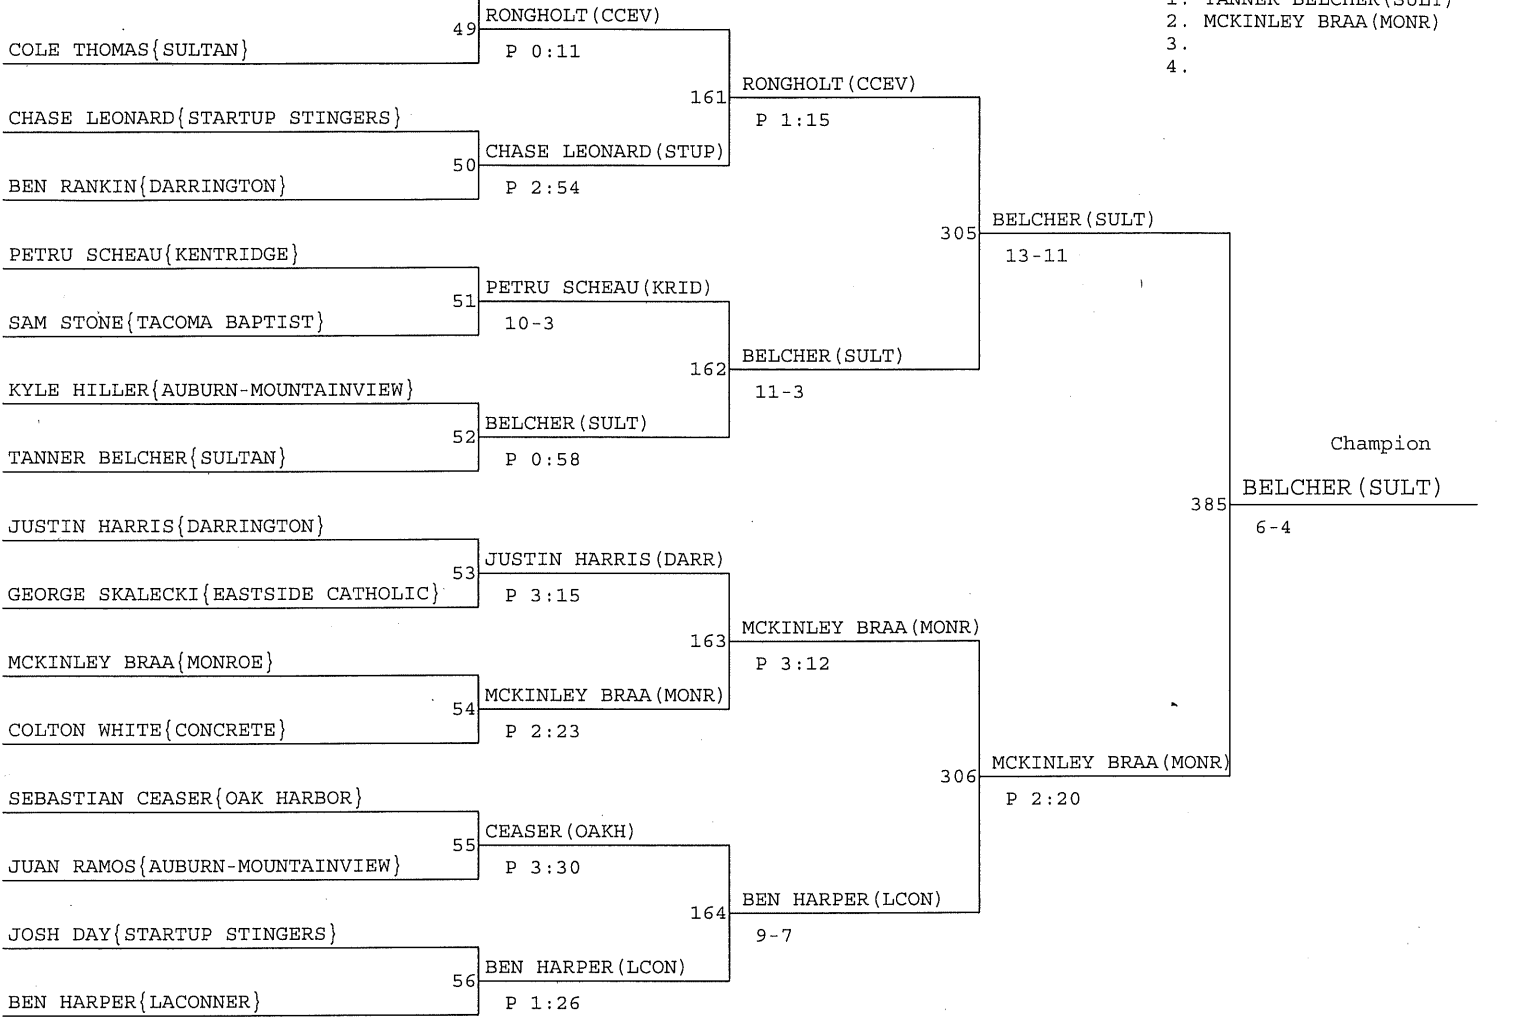 1. TANNER BELCHER(SULT)
2. MCKINLEY BRAA(MONR)
3.
4.
RONGHOLT(CCEV)
49
P 0:11
COLE THOMAS{SULTAN}
RONGHOLT(CCEV)
161
P 1:15
CHASE LEONARD{STARTUP STINGERS}
CHASE LEONARD(STUP)
50
P 2:54
BEN RANKIN{DARRINGTON}
BELCHER(SULT)
305
13-11
PETRU SCHEAU{KENTRIDGE}
PETRU SCHEAU(KRID)
51
10-3
SAM STONE{TACOMA BAPTIST}
BELCHER(SULT)
162
11-3
KYLE HILLER{AUBURN-MOUNTAINVIEW}
BELCHER(SULT)
52
P 0:58
TANNER BELCHER{SULTAN}
Champion
BELCHER(SULT)
385
6-4
JUSTIN HARRIS{DARRINGTON}
JUSTIN HARRIS(DARR)
53
P 3:15
GEORGE SKALECKI{EASTSIDE CATHOLIC}
MCKINLEY BRAA(MONR)
163
P 3:12
MCKINLEY BRAA{MONROE}
MCKINLEY BRAA(MONR)
54
P 2:23
COLTON WHITE{CONCRETE}
MCKINLEY BRAA(MONR)
306
P 2:20
SEBASTIAN CEASER{OAK HARBOR}
CEASER(OAKH)
55
P 3:30
JUAN RAMOS{AUBURN-MOUNTAINVIEW}
BEN HARPER(LCON)
164
9-7
JOSH DAY{STARTUP STINGERS}
BEN HARPER(LCON)
56
P 1:26
BEN HARPER{LACONNER}